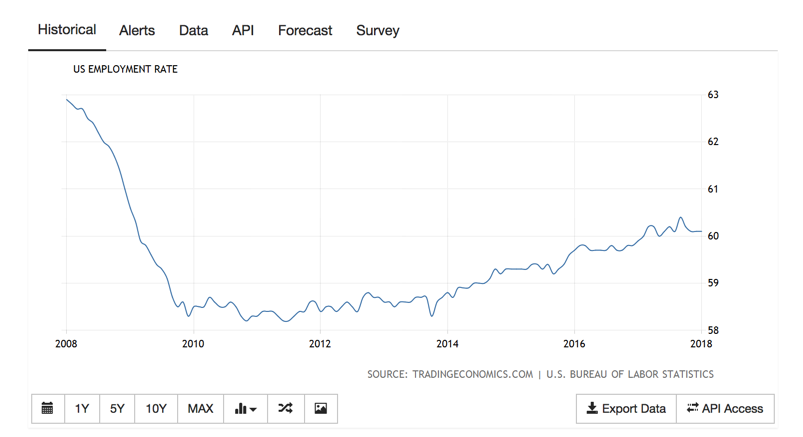 Historical Alerts Data API Forecast Survey
US EMPLOYMENT RATE
63
62
61
60
59
58
2008 2010 2012 2014 2016 2018
SOURCE: TRADINGECONOMICS.COM | U.S. BUREAU OF LABOR STATISTICS
1Y 5Y 10Y MAX Export Data API Access